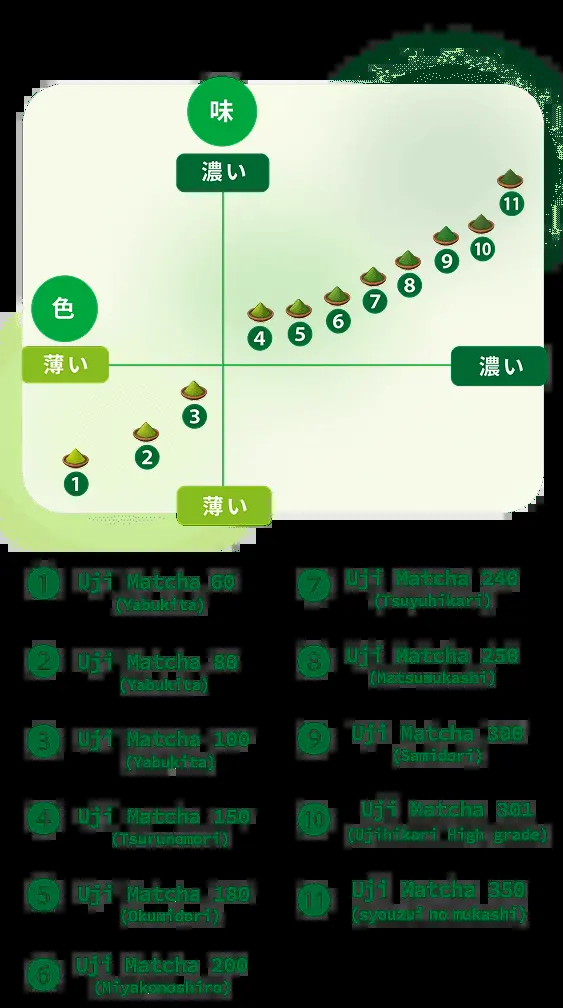 味
濃い
色
薄い
濃い
薄い
1
2
3
4
5
6
7
8
9
10
11
1 Uji Matcha 60
(Yabukita)
2 Uji Matcha 80
(Yabukita)
3 Uji Matcha 100
(Yabukita)
4 Uji Matcha 150
(Tsurunomori)
5 Uji Matcha 180
(Okumidori)
6 Uji Matcha 200
(Miyakonoshiro)
7 Uji Matcha 240
(Tsuyuhikari)
8 Uji Matcha 250
(Matsumukashi)
9 Uji Matcha 300
(Samidori)
10 Uji Matcha 301
(Ujihikari High grade)
11 Uji Matcha 350
(syouzui no mukashi)